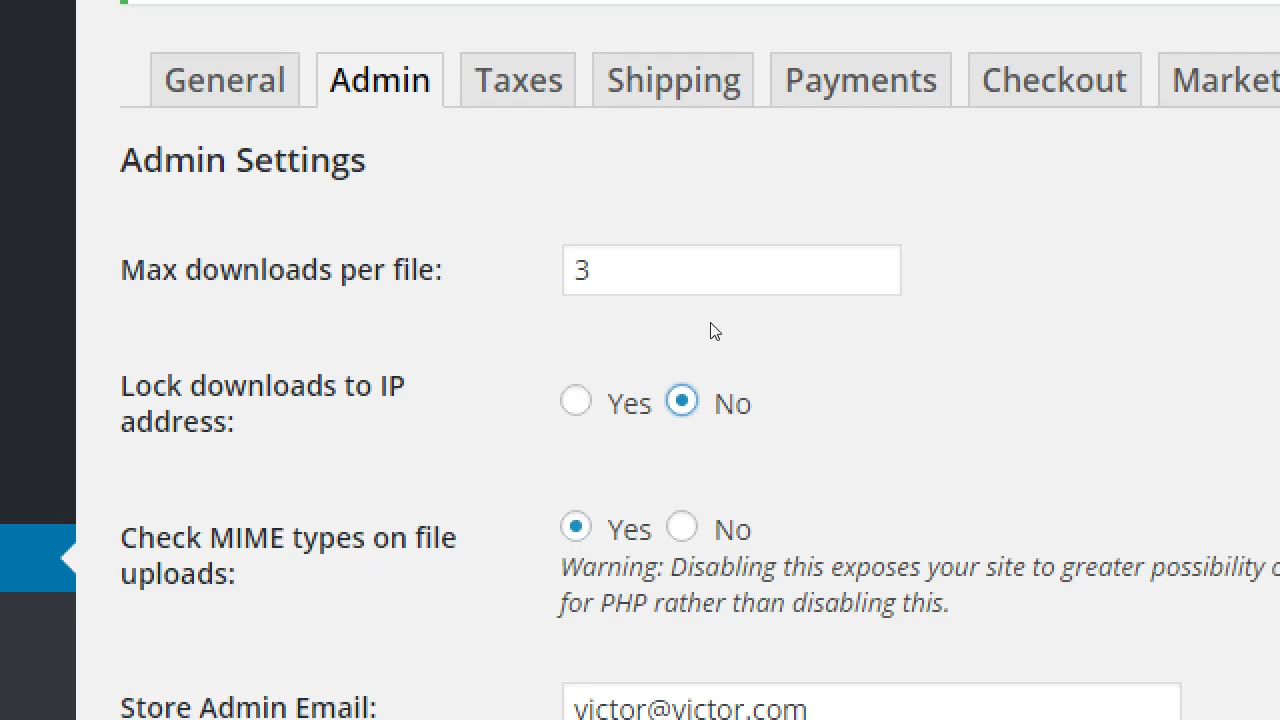 General Admin Taxes Shipping Payments Checkout Market
Admin Settings
Max downloads per file: 3
Lock downloads to IP
address:
Yes No
Check MIME types on file
uploads:
Yes No
Warning: Disabling this exposes your site to greater possibility
for PHP rather than disabling this.
Store Admin Email: victor@victor.com